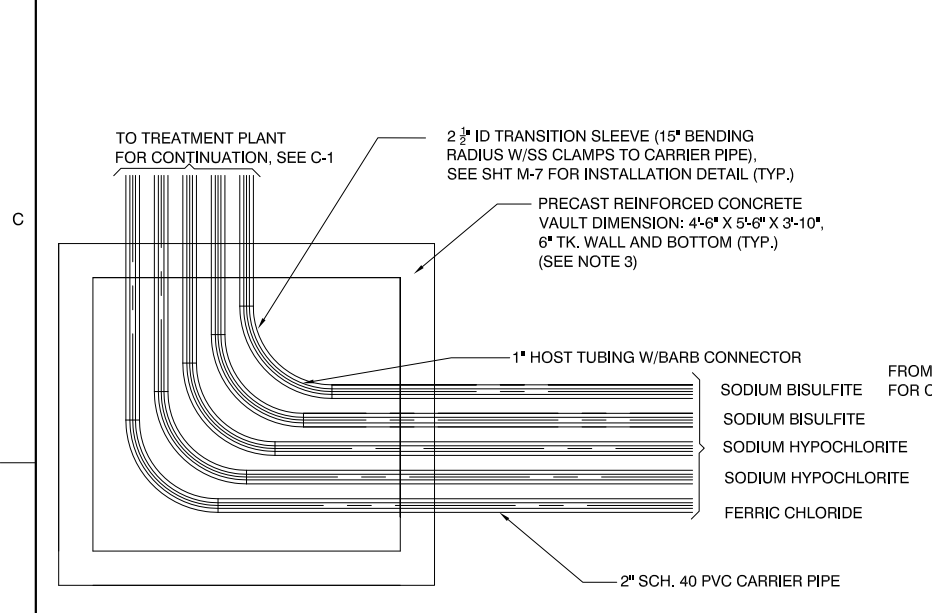 TO TREATMENT PLANT
FOR CONTINUATION, SEE C-1
2 ½" ID TRANSITION SLEEVE (15" BENDING
RADIUS W/SS CLAMPS TO CARRIER PIPE),
SEE SHT M-7 FOR INSTALLATION DETAIL (TYP.)
PRECAST REINFORCED CONCRETE
VAULT DIMENSION: 4'-6" X 5'-6" X 3'-10",
6" TK. WALL AND BOTTOM (TYP.)
(SEE NOTE 3)
C
1" HOST TUBING W/BARB CONNECTOR
FROM
FOR C
SODIUM BISULFITE
SODIUM BISULFITE
SODIUM HYPOCHLORITE
SODIUM HYPOCHLORITE
FERRIC CHLORIDE
2" SCH. 40 PVC CARRIER PIPE